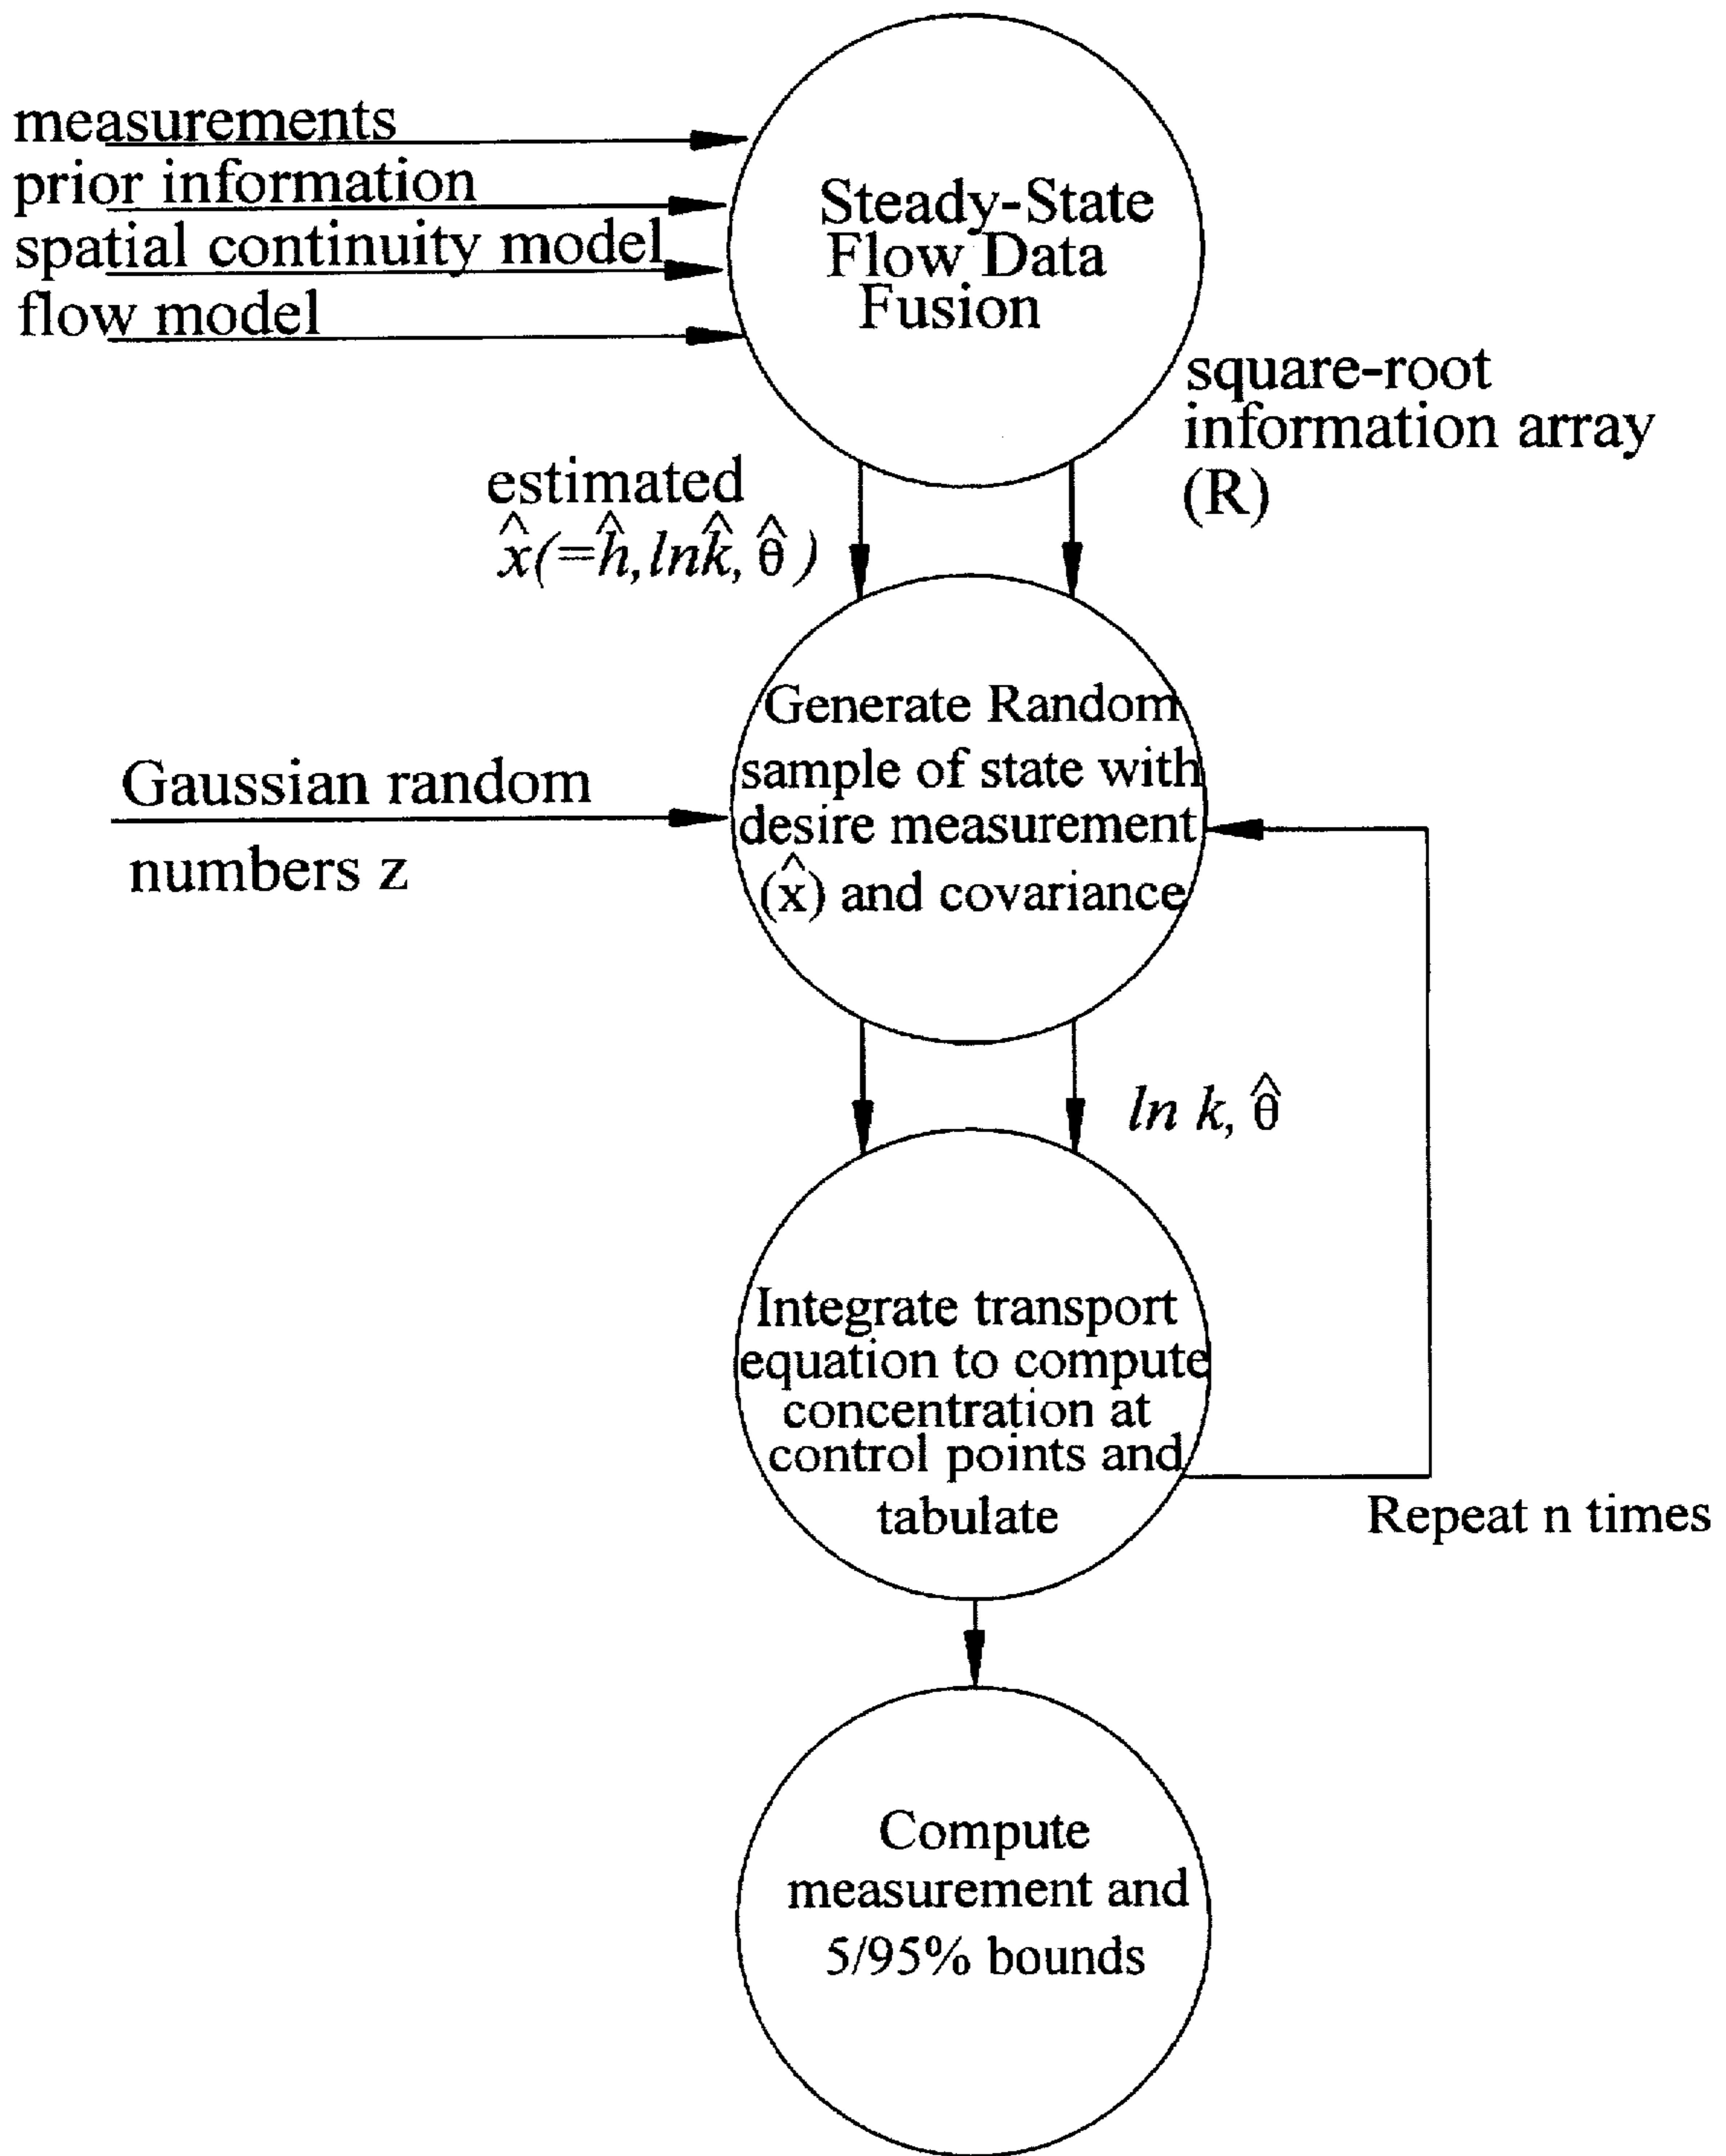 measurements
prior information
spatial continuity model
flow model
Steady-State
Flow Data
Fusion
square-root
information array
(R)
estimated
x̂(=ĥ, lnk̂, θ̂ )
Gaussian random
numbers z
Generate Random
sample of state with
desire measurement
(x̂) and covariance
ln k, θ̂
Integrate transport
equation to compute
concentration at
control points and
tabulate
Repeat n times
Compute
measurement and
5/95% bounds